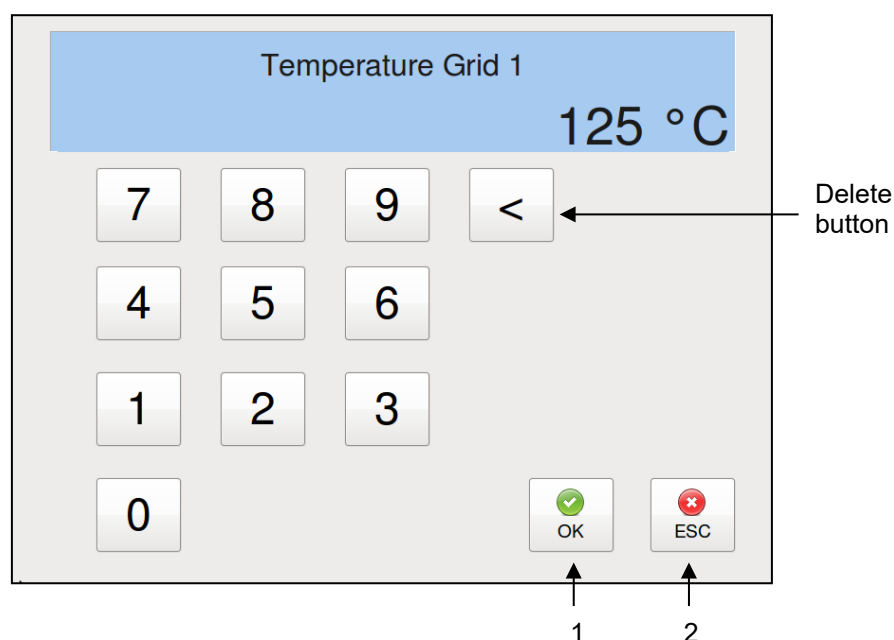 Temperature Grid 1
125 °C
7 8 9 <
Delete
button
4 5 6
1 2 3
0
OK ESC
1 2